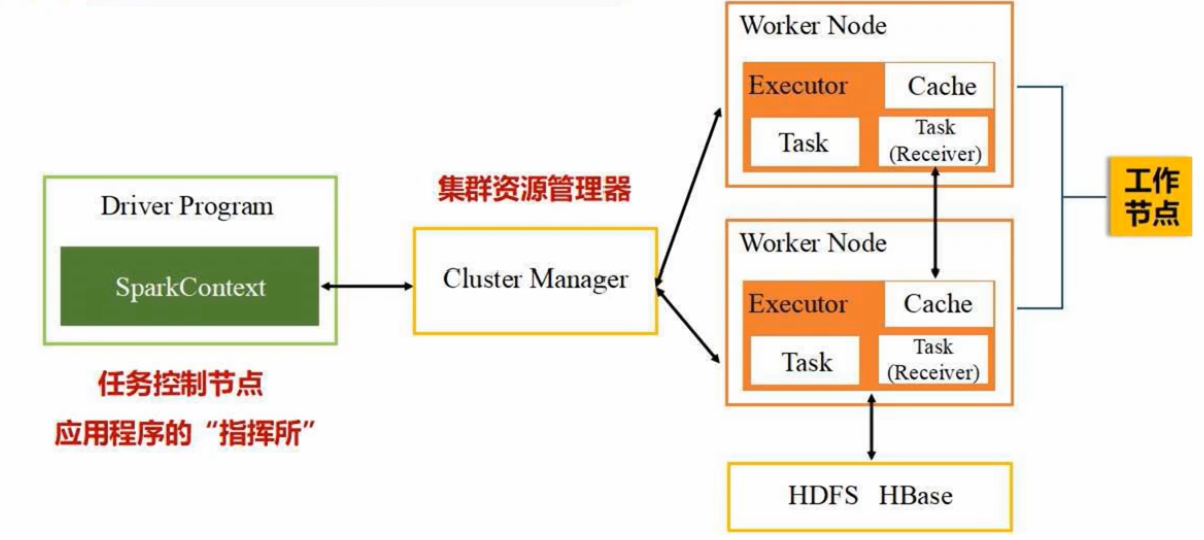 Driver Program
SparkContext
任务控制节点
应用程序的“指挥所”
集群资源管理器
Cluster Manager
Worker Node
Executor
Cache
Task
Task
(Receiver)
Worker Node
Executor
Cache
Task
Task
(Receiver)
HDFS HBase
工作
节点